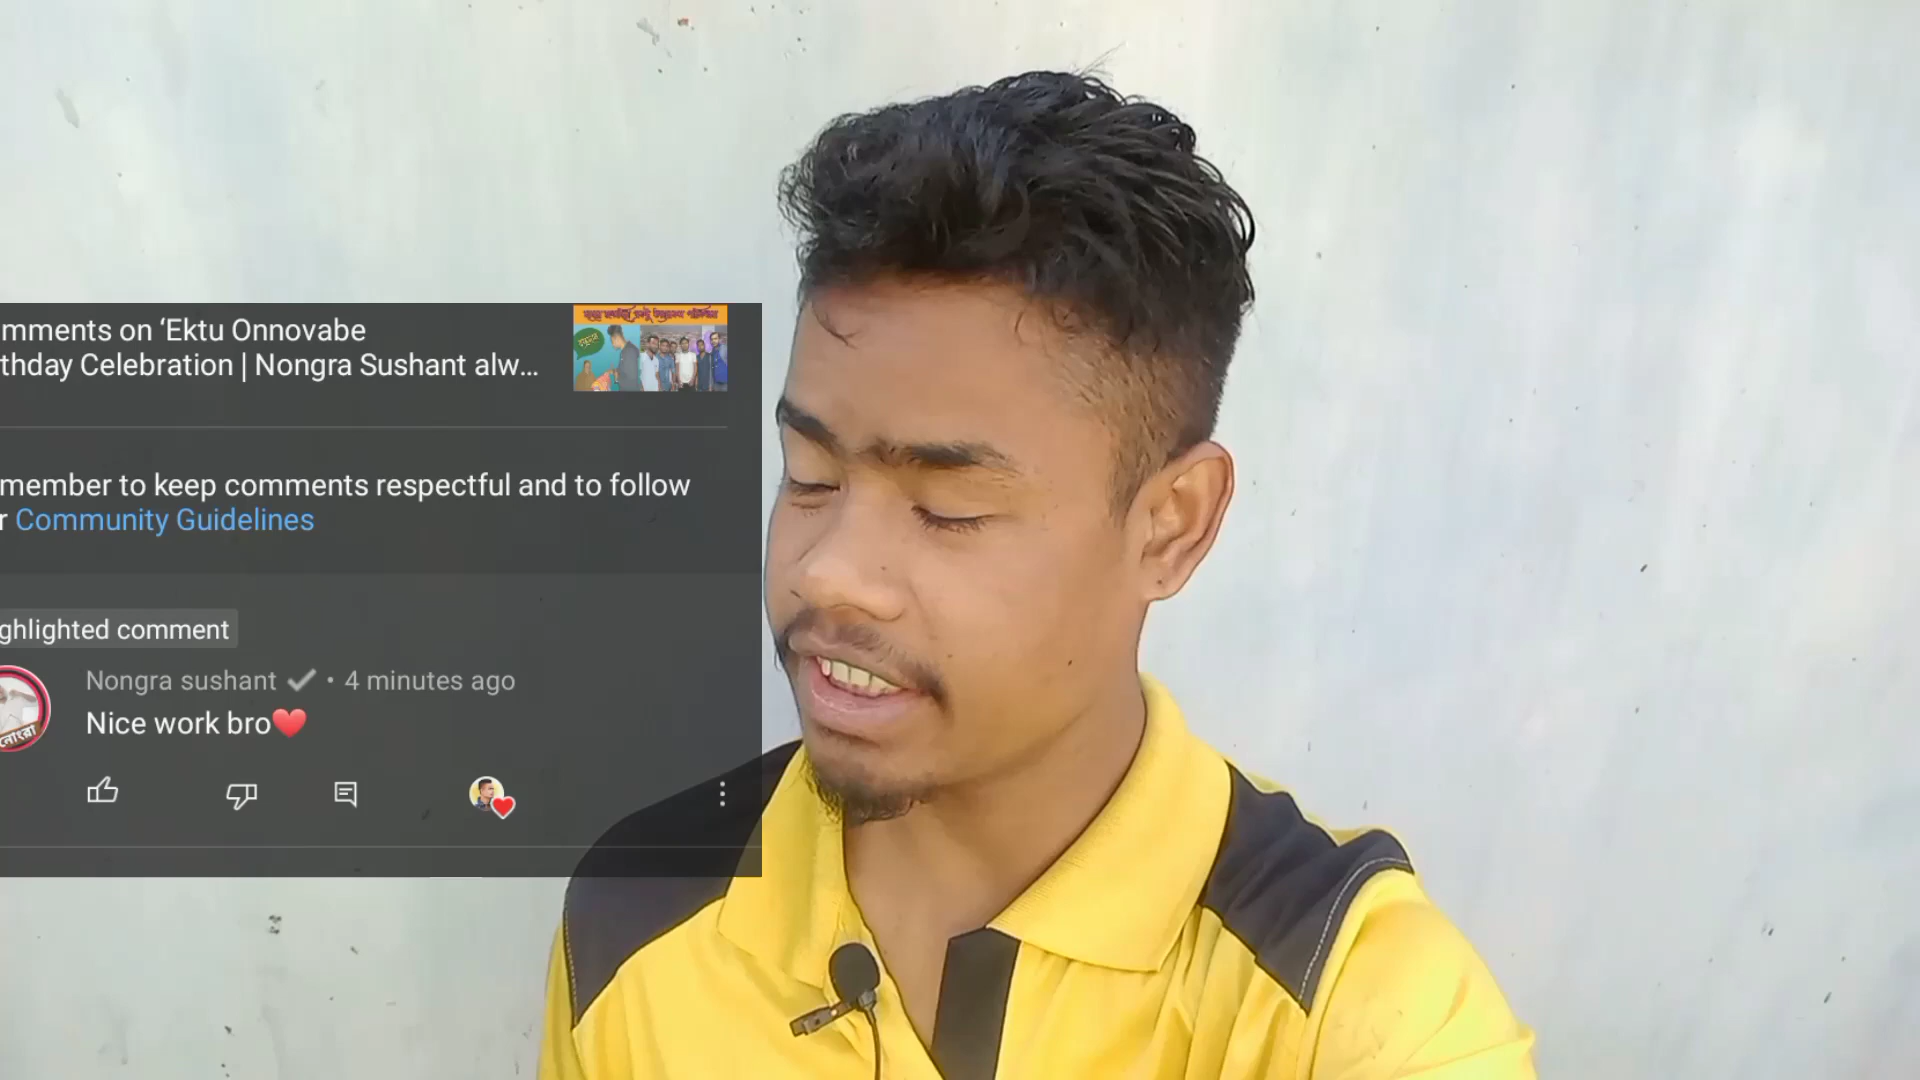 mments on ‘Ektu Onnovabe
thday Celebration | Nongra Sushant alw...
member to keep comments respectful and to follow
r Community Guidelines
ghlighted comment
Nongra sushant ✓ • 4 minutes ago
Nice work bro❤️
নোংরা